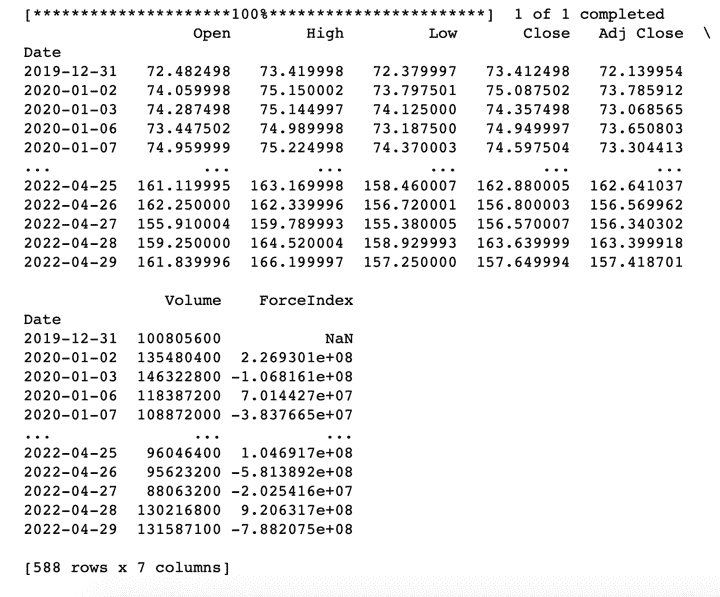 [*********************100%***********************]  1 of 1 completed
                  Open        High         Low       Close   Adj Close  \
Date
2019-12-31   72.482498   73.419998   72.379997   73.412498   72.139954
2020-01-02   74.059998   75.150002   73.797501   75.087502   73.785912
2020-01-03   74.287498   75.144997   74.125000   74.357498   73.068565
2020-01-06   73.447502   74.989998   73.187500   74.949997   73.650803
2020-01-07   74.959999   75.224998   74.370003   74.597504   73.304413
...                ...         ...         ...         ...         ...
2022-04-25  161.119995  163.169998  158.460007  162.880005  162.641037
2022-04-26  162.250000  162.339996  156.720001  156.800003  156.569962
2022-04-27  155.910004  159.789993  155.380005  156.570007  156.340302
2022-04-28  159.250000  164.520004  158.929993  163.639999  163.399918
2022-04-29  161.839996  166.199997  157.250000  157.649994  157.418701

               Volume    ForceIndex
Date
2019-12-31  100805600           NaN
2020-01-02  135480400  2.269301e+08
2020-01-03  146322800 -1.068161e+08
2020-01-06  118387200  7.014427e+07
2020-01-07  108872000 -3.837665e+07
...               ...           ...
2022-04-25   96046400  1.046917e+08
2022-04-26   95623200 -5.813892e+08
2022-04-27   88063200 -2.025416e+07
2022-04-28  130216800  9.206317e+08
2022-04-29  131587100 -7.882075e+08

[588 rows x 7 columns]